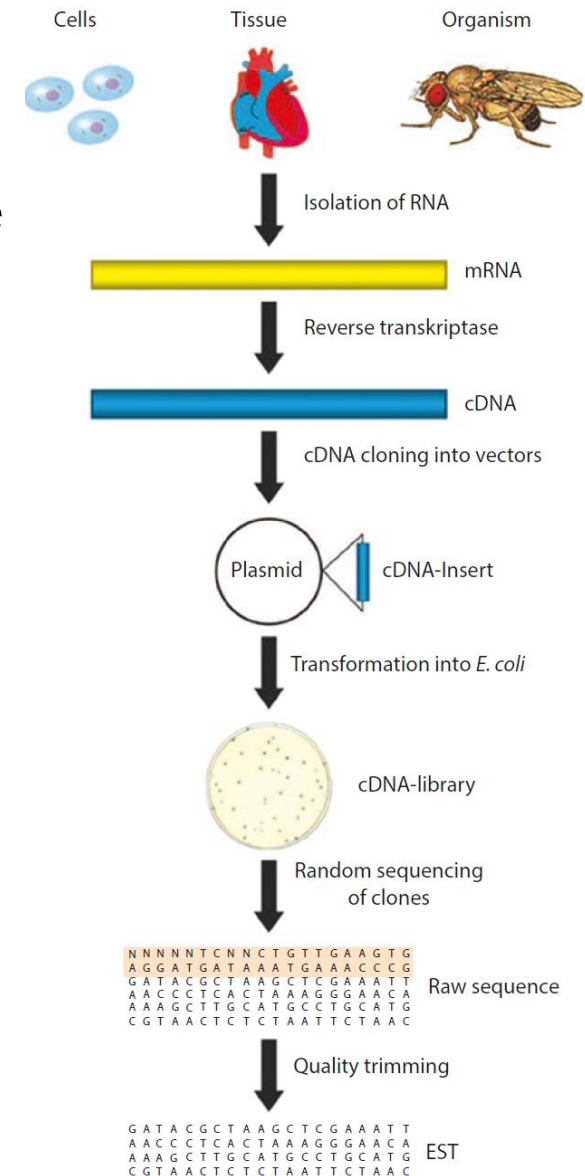 Cells Tissue Organism
e
Isolation of RNA
mRNA
Reverse transkriptase
cDNA
cDNA cloning into vectors
Plasmid cDNA-Insert
Transformation into E. coli
cDNA-library
Random sequencing
of clones
N N N N N T C N N C T G T T G A A G T G
A G G A T G A T A A A T G A A A C C C G
G A T A C G C T A A G C T C G A A A T T
A A C C C T C A C T A A A G G G A A C A
Raw sequence
A A A G C T T G C A T G C C T G C A T G
C G T A A C T C T C T A A T T C T A A C
Quality trimming
G A T A C G C T A A G C T C G A A A T T
A A C C C T C A C T A A A G G G A A C A
EST
A A A G C T T G C A T G C C T G C A T G
C G T A A C T C T C T A A T T C T A A C